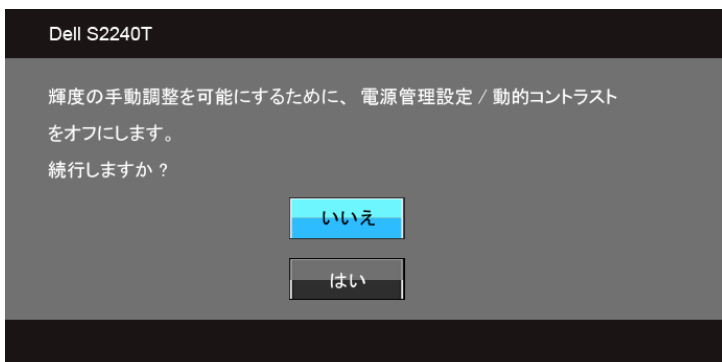 Dell S2240T
輝度の手動調整を可能にするために、電源管理設定 / 動的コントラスト
をオフにします。
続行しますか ?
いいえ
はい